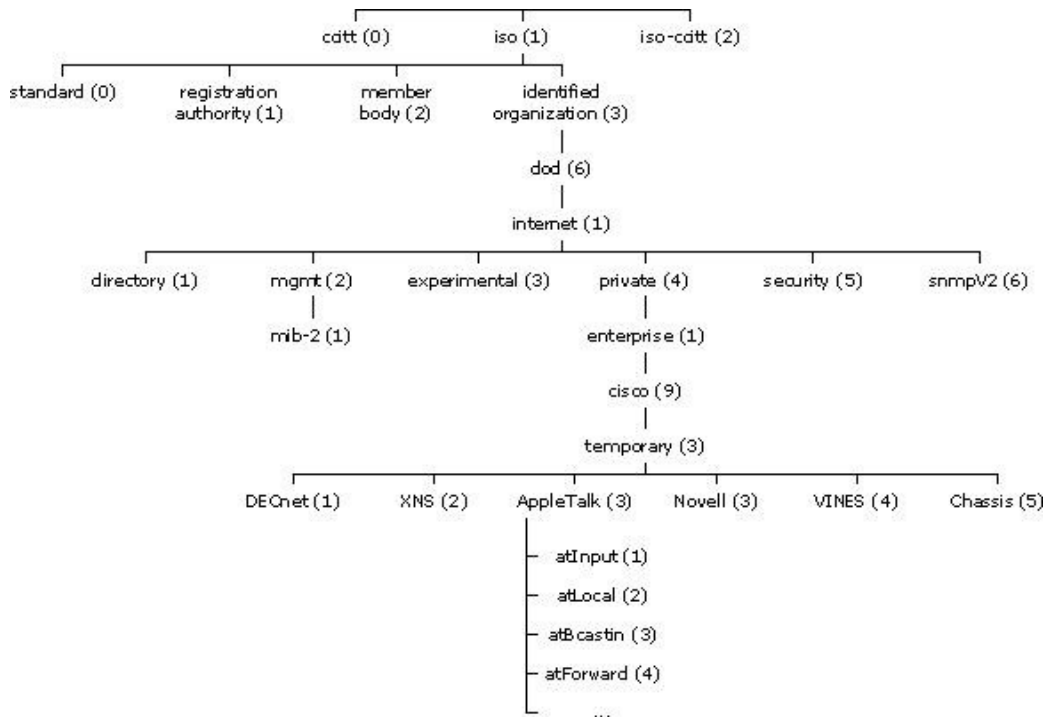 ccitt (0) iso (1) iso-ccitt (2)
standard (0) registration authority (1) member body (2) identified organization (3)
dod (6)
internet (1)
directory (1) mgmt (2) experimental (3) private (4) security (5) snmpV2 (6)
mib-2 (1) enterprise (1)
cisco (9)
temporary (3)
DECnet (1) XNS (2) AppleTalk (3) Novell (3) VINES (4) Chassis (5)
atInput (1)
atLocal (2)
atBcastin (3)
atForward (4)